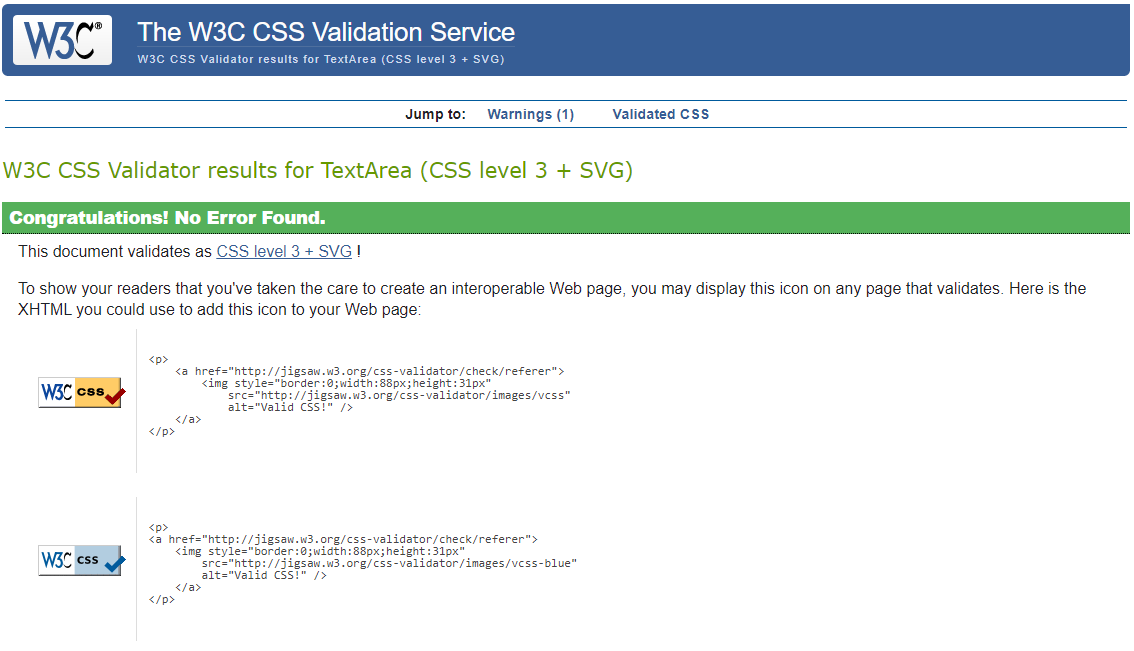 W3C® The W3C CSS Validation Service
W3C CSS Validator results for TextArea (CSS level 3 + SVG)
Jump to: Warnings (1) Validated CSS
W3C CSS Validator results for TextArea (CSS level 3 + SVG)
Congratulations! No Error Found.
This document validates as CSS level 3 + SVG !
To show your readers that you've taken the care to create an interoperable Web page, you may display this icon on any page that validates. Here is the
XHTML you could use to add this icon to your Web page:
<p>
<a href="http://jigsaw.w3.org/css-validator/check/referer">
<img style="border:0;width:88px;height:31px"
src="http://jigsaw.w3.org/css-validator/images/vcss"
alt="Valid CSS!" />
</a>
</p>
W3C css
<p>
<a href="http://jigsaw.w3.org/css-validator/check/referer">
<img style="border:0;width:88px;height:31px"
src="http://jigsaw.w3.org/css-validator/images/vcss-blue"
alt="Valid CSS!" />
</a>
</p>
W3C css